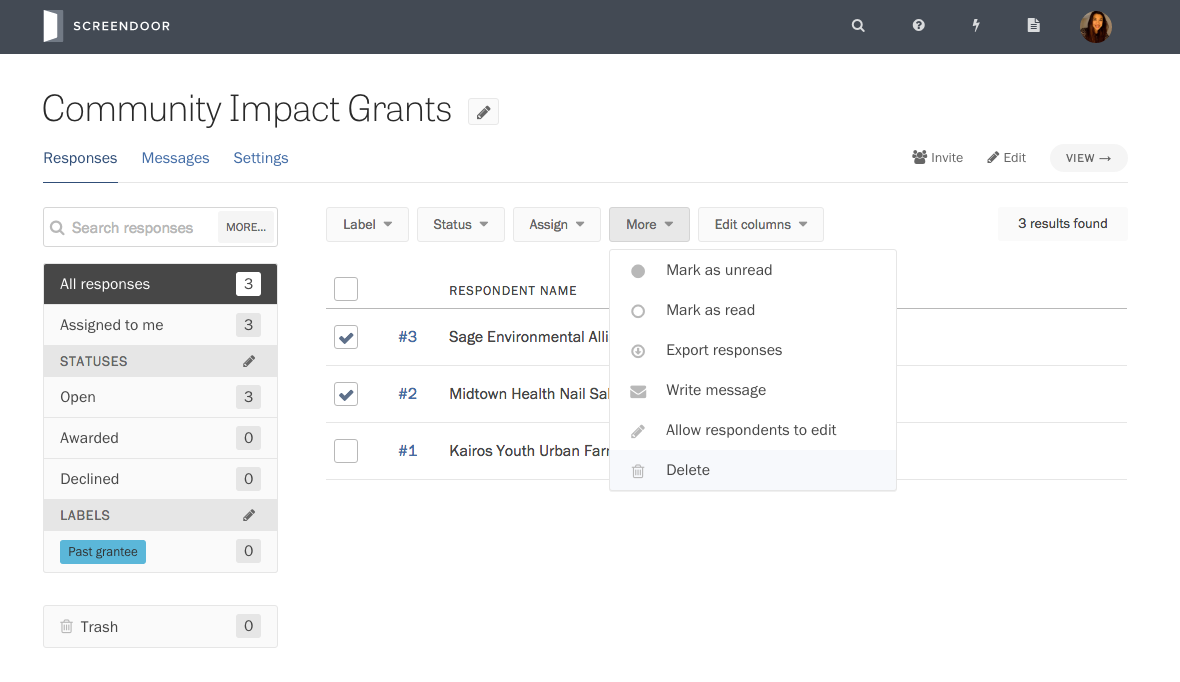 SCREENDOOR
Community Impact Grants
Responses Messages Settings
Invite Edit VIEW →
Search responses MORE...
Label Status Assign More Edit columns
3 results found
All responses 3
Assigned to me 3
STATUSES
Open 3
Awarded 0
Declined 0
LABELS
Past grantee 0
Trash 0
RESPONDENT NAME
#3 Sage Environmental Alli
#2 Midtown Health Nail Sal
#1 Kairos Youth Urban Farm
Mark as unread
Mark as read
Export responses
Write message
Allow respondents to edit
Delete